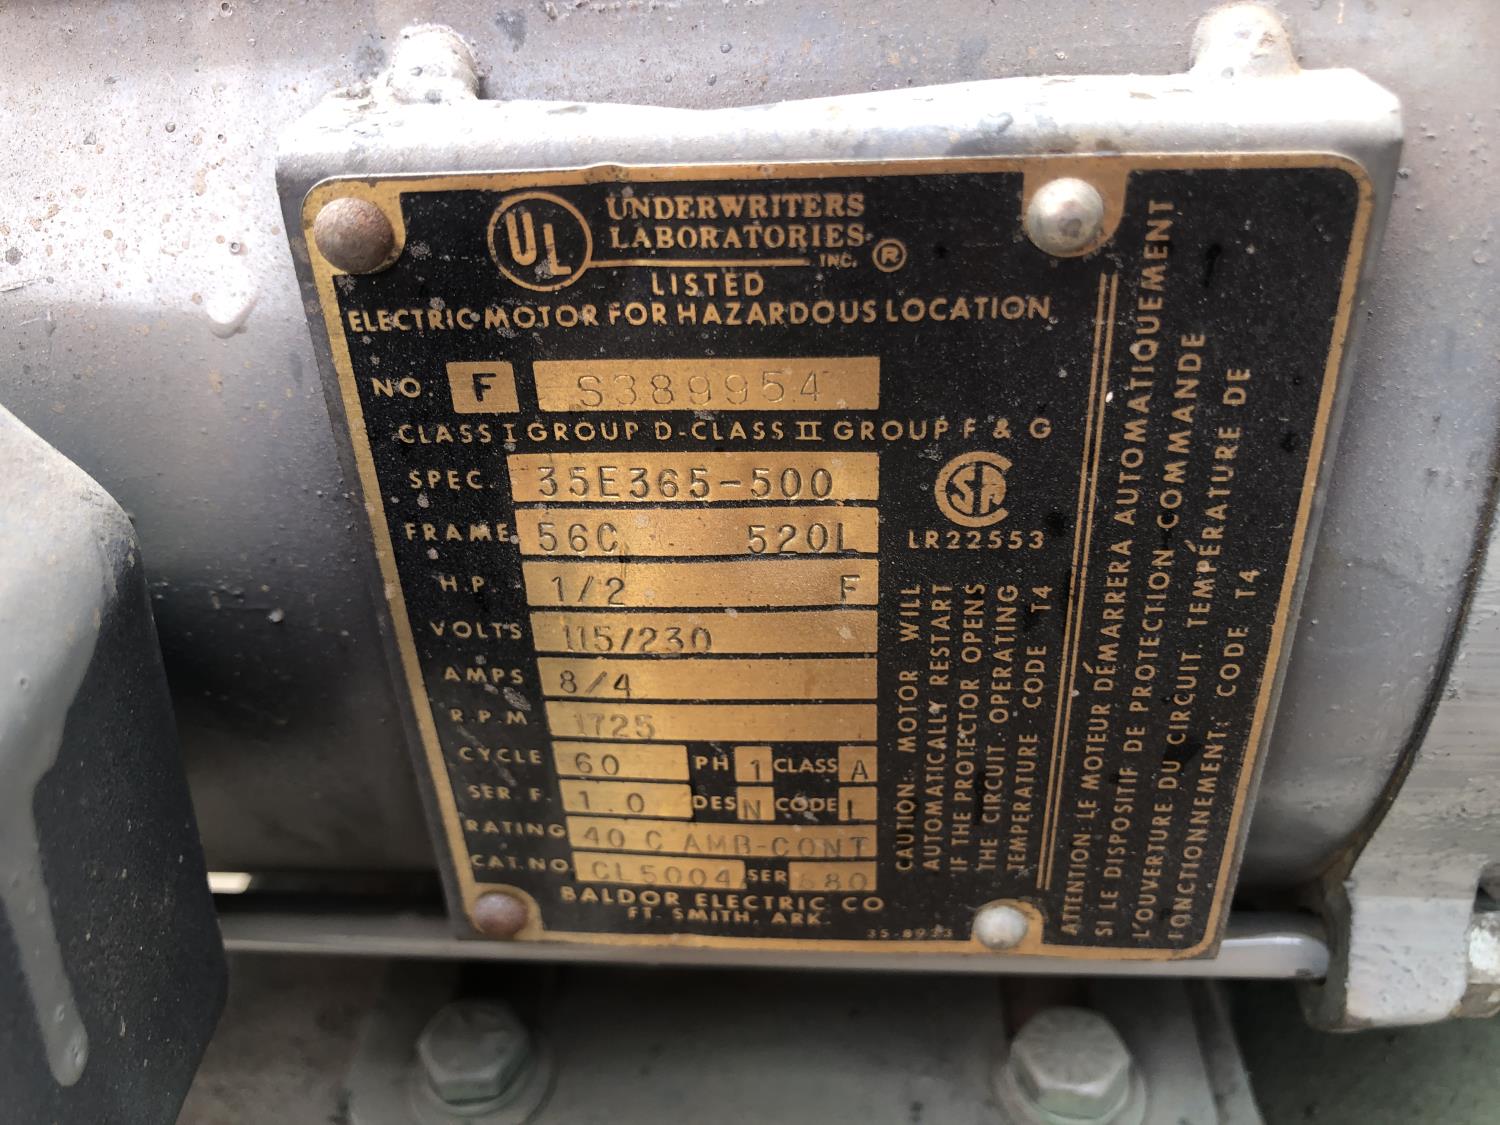 UL UNDERWRITERS
LABORATORIES
INC. ®
LISTED
ELECTRIC MOTOR FOR HAZARDOUS LOCATION
NO. F S389954
CLASS I GROUP D-CLASS II GROUP F & G
SPEC. 35E365-500
FRAME 56C 520L
H.P. 1/2 F
VOLTS 115/230
AMPS 8/4
R.P.M 1725
CYCLE 60 PH 1 CLASS A
SER. F. 1.0 DES N CODE L
RATING 40 C AMB-CONT
CAT. NO. CL5004 SER 680
BALDOR ELECTRIC CO
FT. SMITH, ARK.
SA
LR22553
CAUTION: MOTOR WILL
AUTOMATICALLY RESTART
IF THE PROTECTOR OPENS
THE CIRCUIT. OPERATING
TEMPERATURE CODE T4
ATTENTION: LE MOTEUR DÉMARRERA AUTOMATIQUEMENT
SI LE DISPOSITIF DE PROTECTION COMMANDE
L'OUVERTURE DU CIRCUIT. TEMPÉRATURE DE
FONCTIONNEMENT: CODE T4